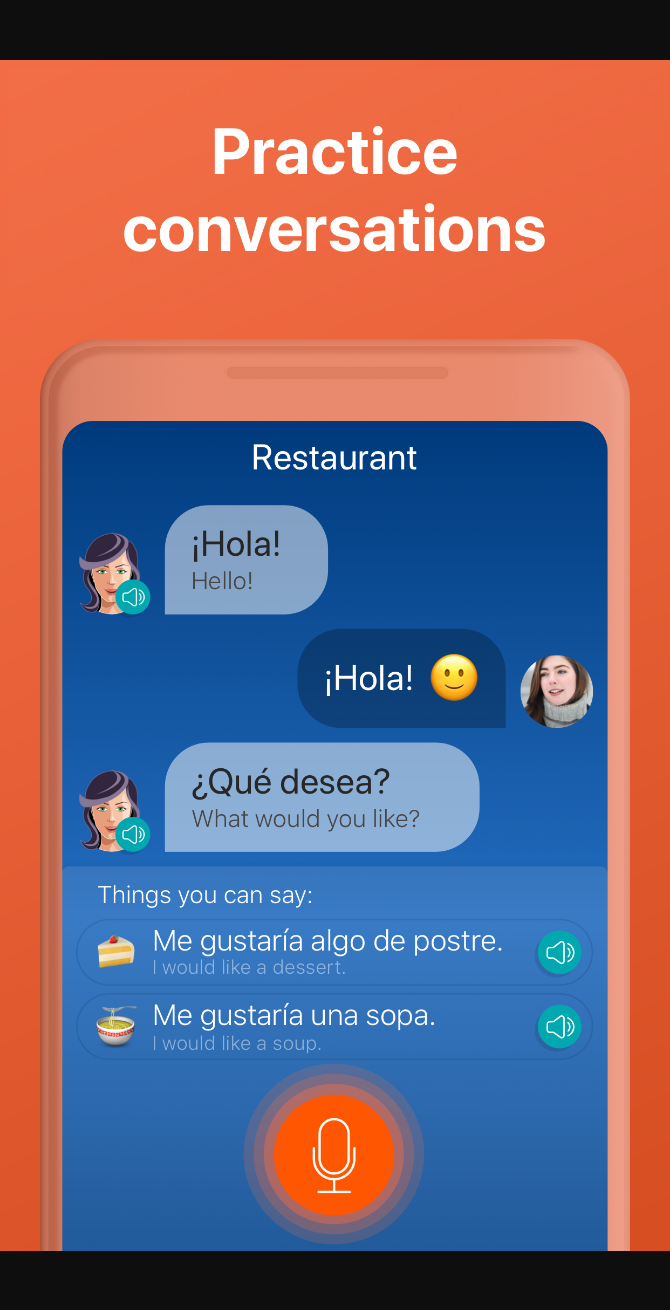 Practice
conversations
Restaurant
¡Hola!
Hello!
¡Hola! 🙂
¿Qué desea?
What would you like?
Things you can say:
Me gustaría algo de postre.
I would like a dessert.
Me gustaría una sopa.
I would like a soup.